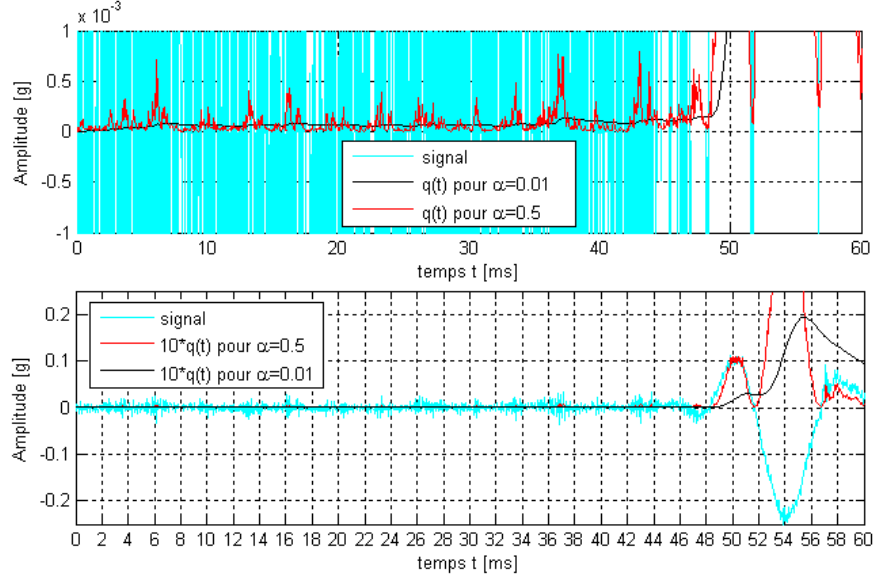 x 10⁻³
1
0.5
0
-0.5
-1
Amplitude [g]
signal
q(t) pour α=0.01
q(t) pour α=0.5
0 10 20 30 40 50 60
temps t [ms]
0.2
0.1
0
-0.1
-0.2
Amplitude [g]
signal
10*q(t) pour α=0.5
10*q(t) pour α=0.01
0 2 4 6 8 10 12 14 16 18 20 22 24 26 28 30 32 34 36 38 40 42 44 46 48 50 52 54 56 58 60
temps t [ms]